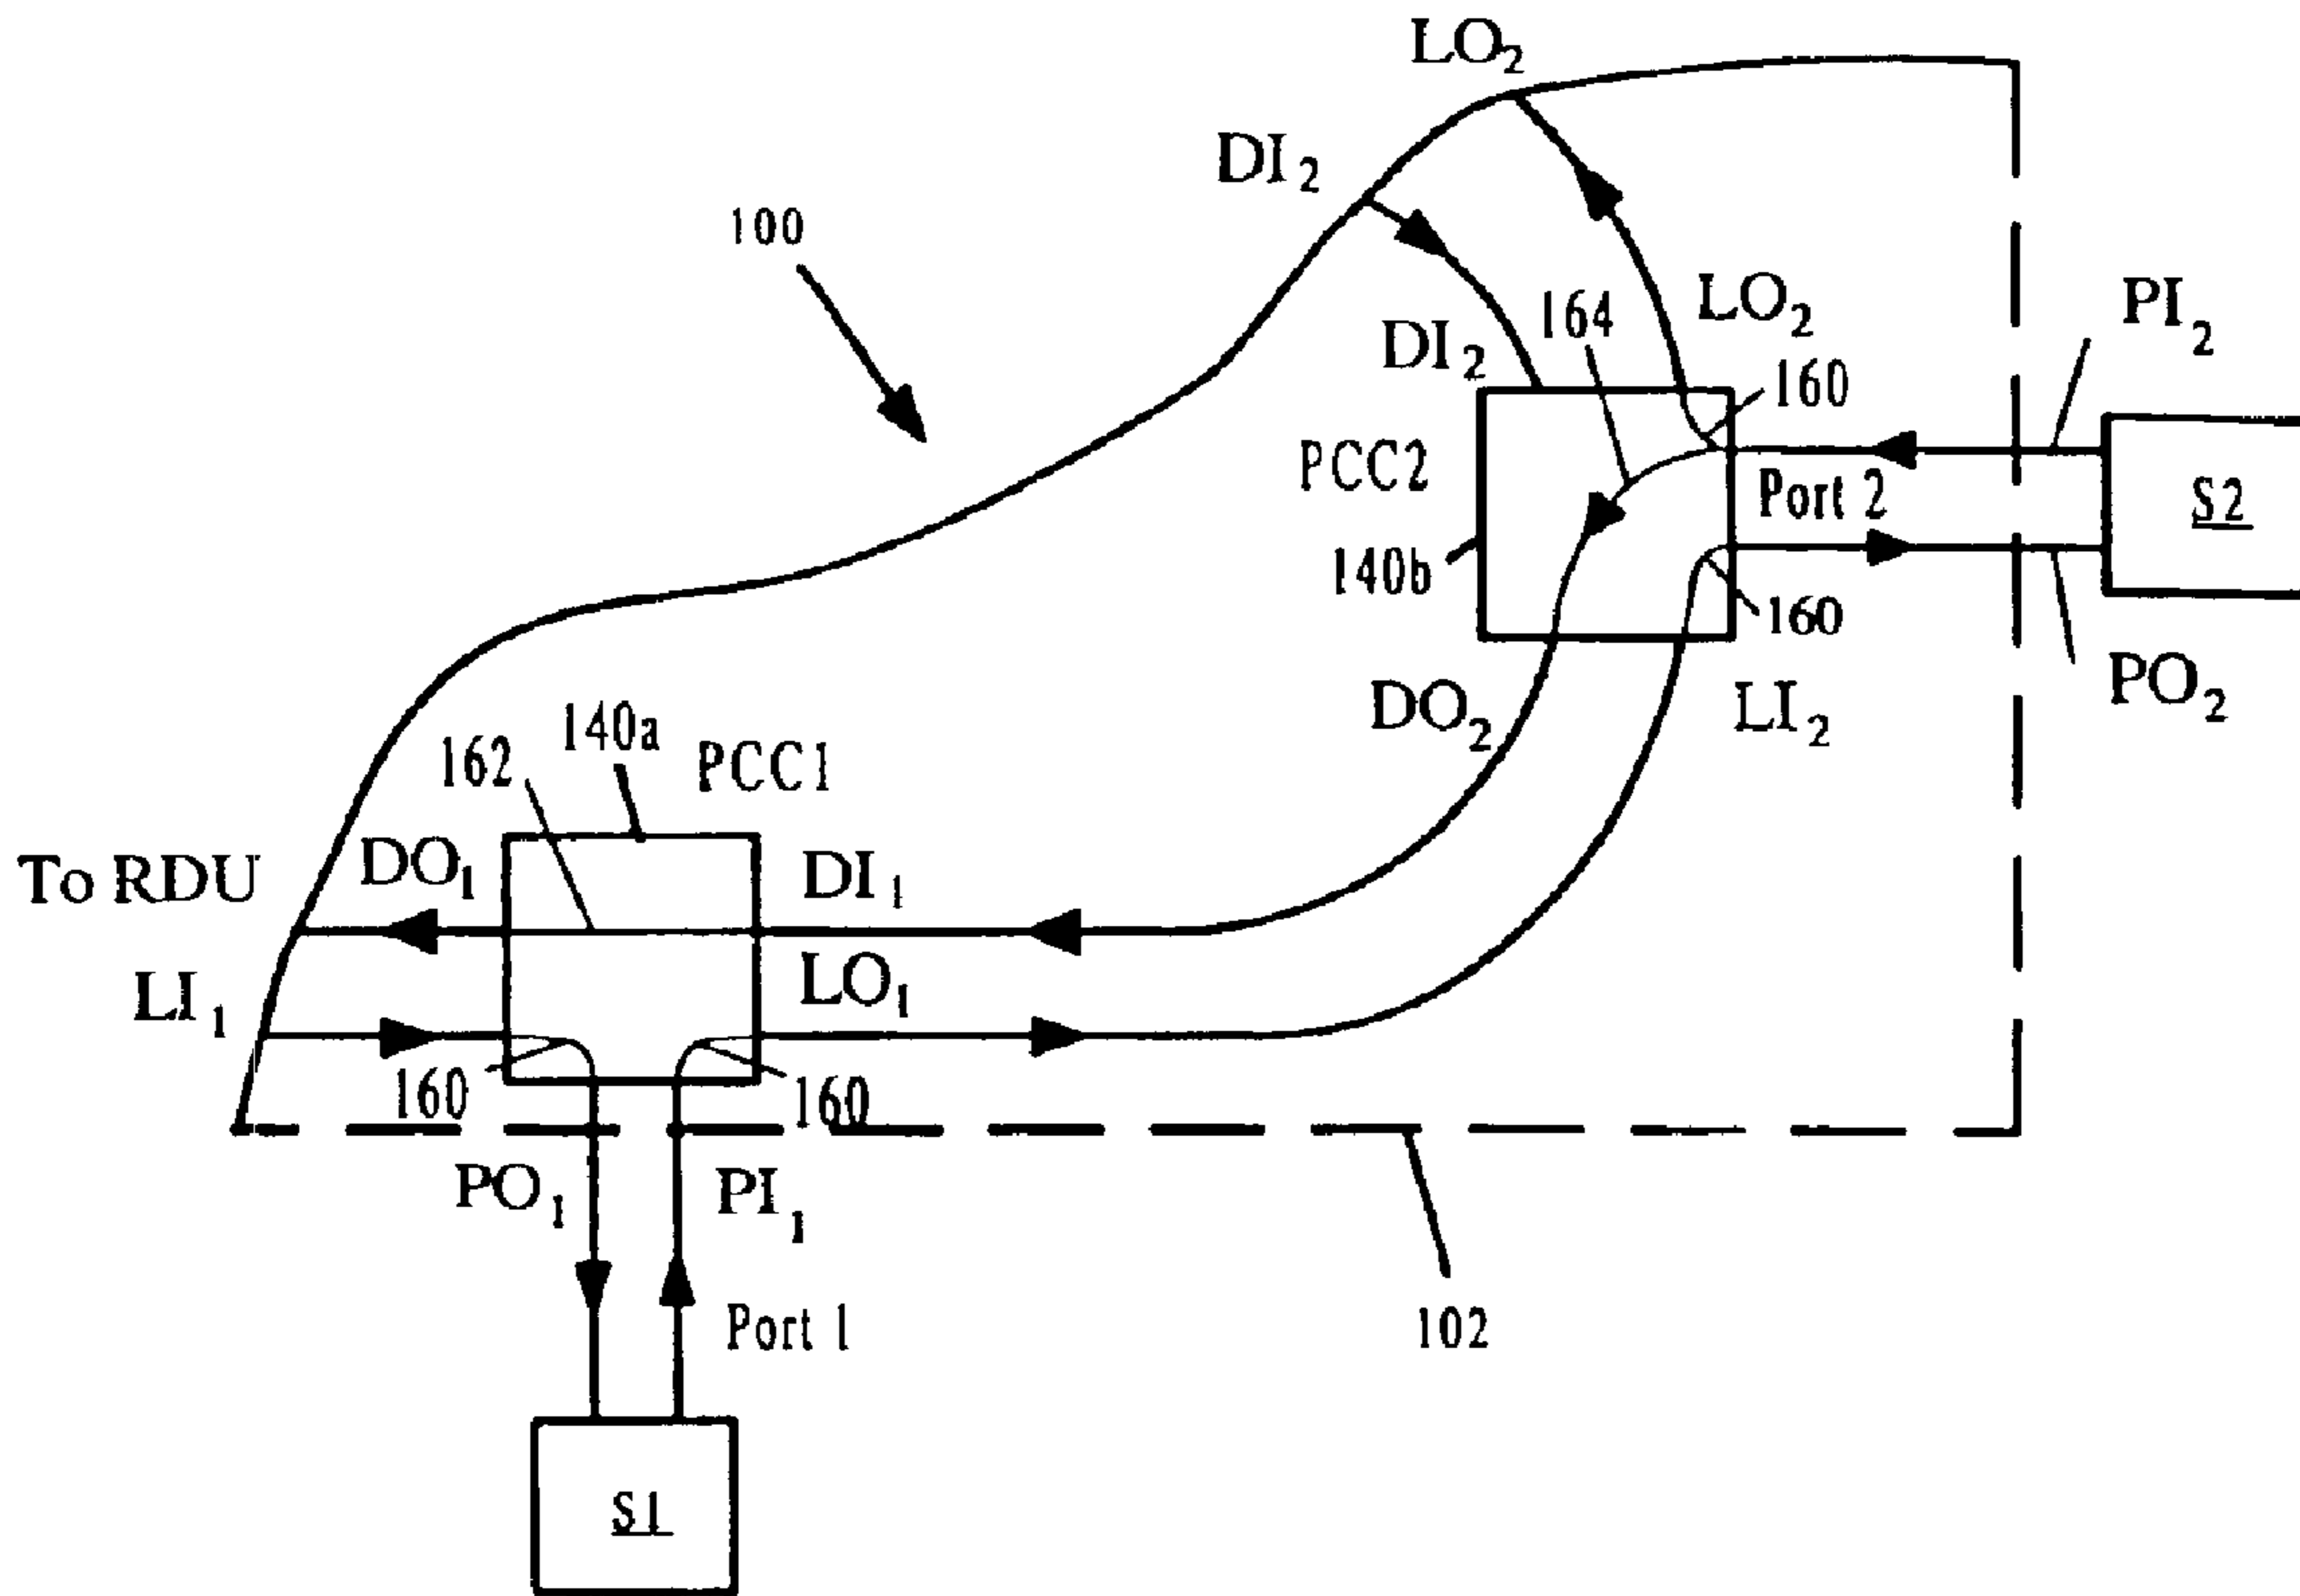 LO₂
DI₂
100
LO₂
164
PI₂
DI₂
160
PCC2
Port 2
S2
140b
160
DO₂
LI₂
PO₂
140a
162
PCC1
To RDU
DO₁
DI₁
LI₁
LO₁
160
160
PO₁
PI₁
Port 1
102
S1